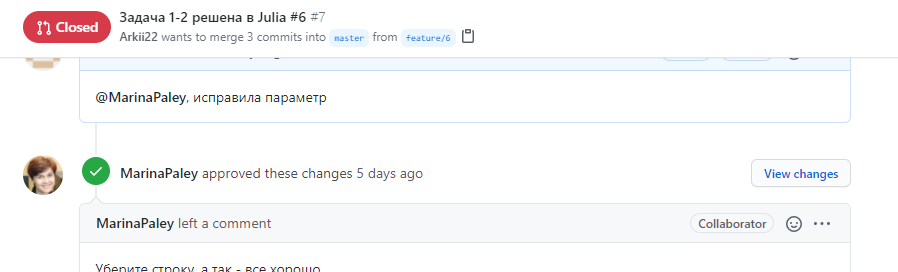 Closed
Задача 1-2 решена в Julia #6 #7
Arkii22 wants to merge 3 commits into master from feature/6
@MarinaPaley, исправила параметр
MarinaPaley approved these changes 5 days ago
View changes
MarinaPaley left a comment
Collaborator
Уберите строку, а так - все хорошо